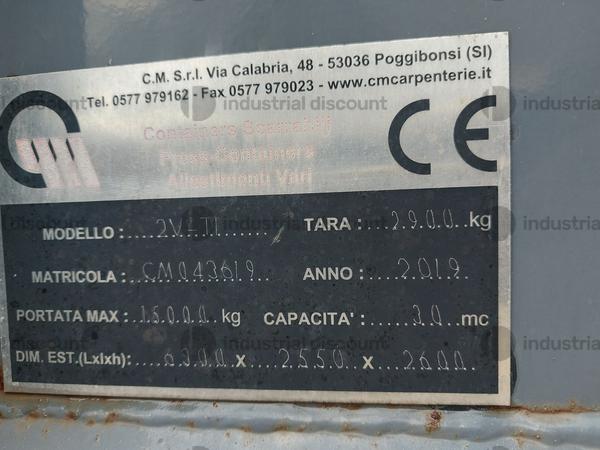 C.M. S.r.l. Via Calabria, 48 - 53036 Poggibonsi (SI)
Tel. 0577 979162 - Fax 0577 979023 - www.cmcarpenterie.it
Containers Scarrabili
Press-Containers
Allestimenti Vari
CE
MODELLO : 2V-TI TARA : 2900 kg
MATRICOLA : CM043619 ANNO : 2019
PORTATA MAX : 15000 kg CAPACITA' : 30 mc
DIM. EST.(Lxlxh): 6300 x 2550 x 2600
industrial discount